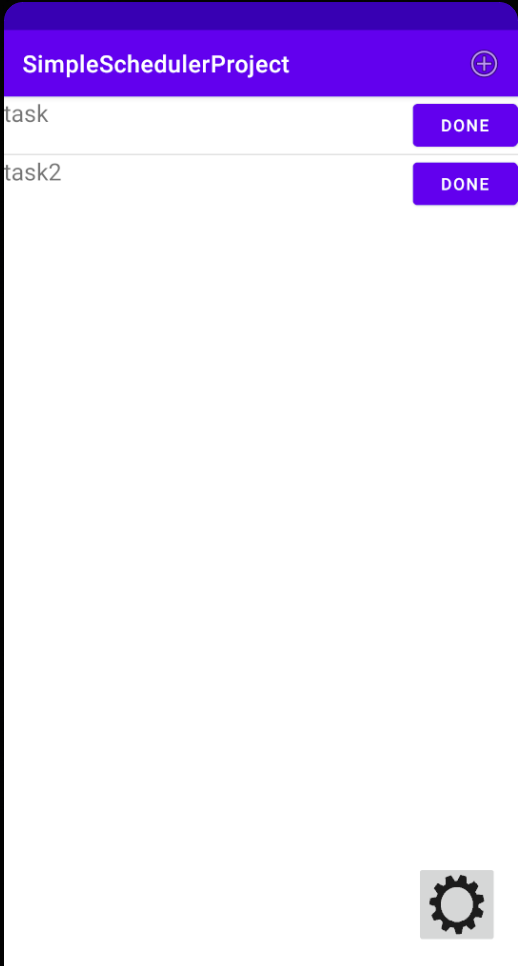 SimpleSchedulerProject
task
DONE
task2
DONE